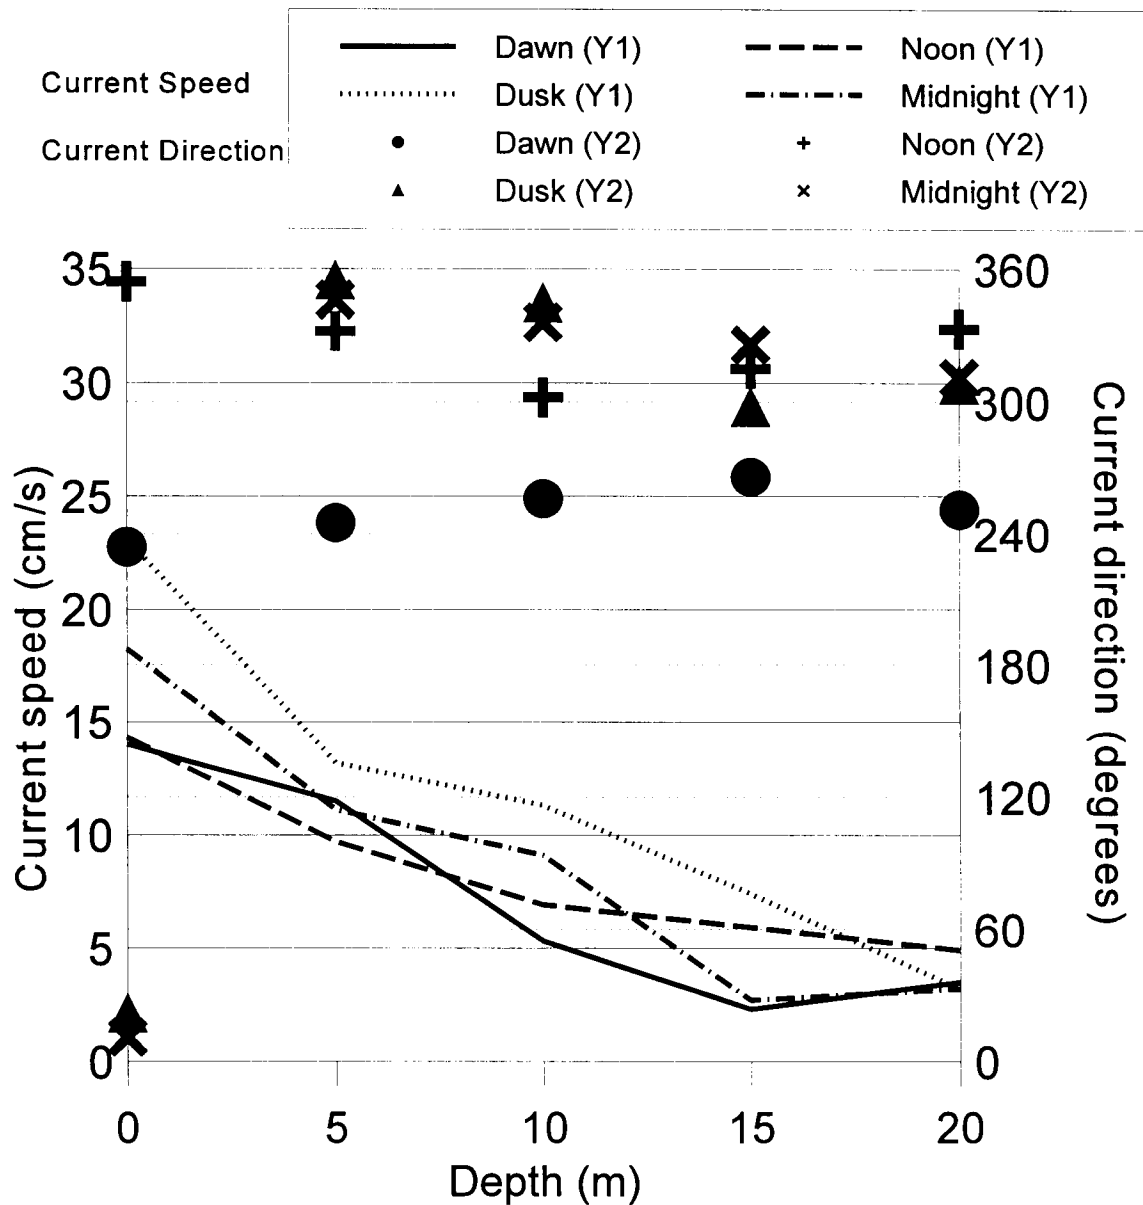 Dawn (Y1) Noon (Y1)
Current Speed
Dusk (Y1) Midnight (Y1)
Current Direction Dawn (Y2) Noon (Y2)
Dusk (Y2) Midnight (Y2)
35 360
30 300
25 240
20 180
15 120
10 60
5
0 0
Current speed (cm/s)
Current direction (degrees)
0 5 10 15 20
Depth (m)